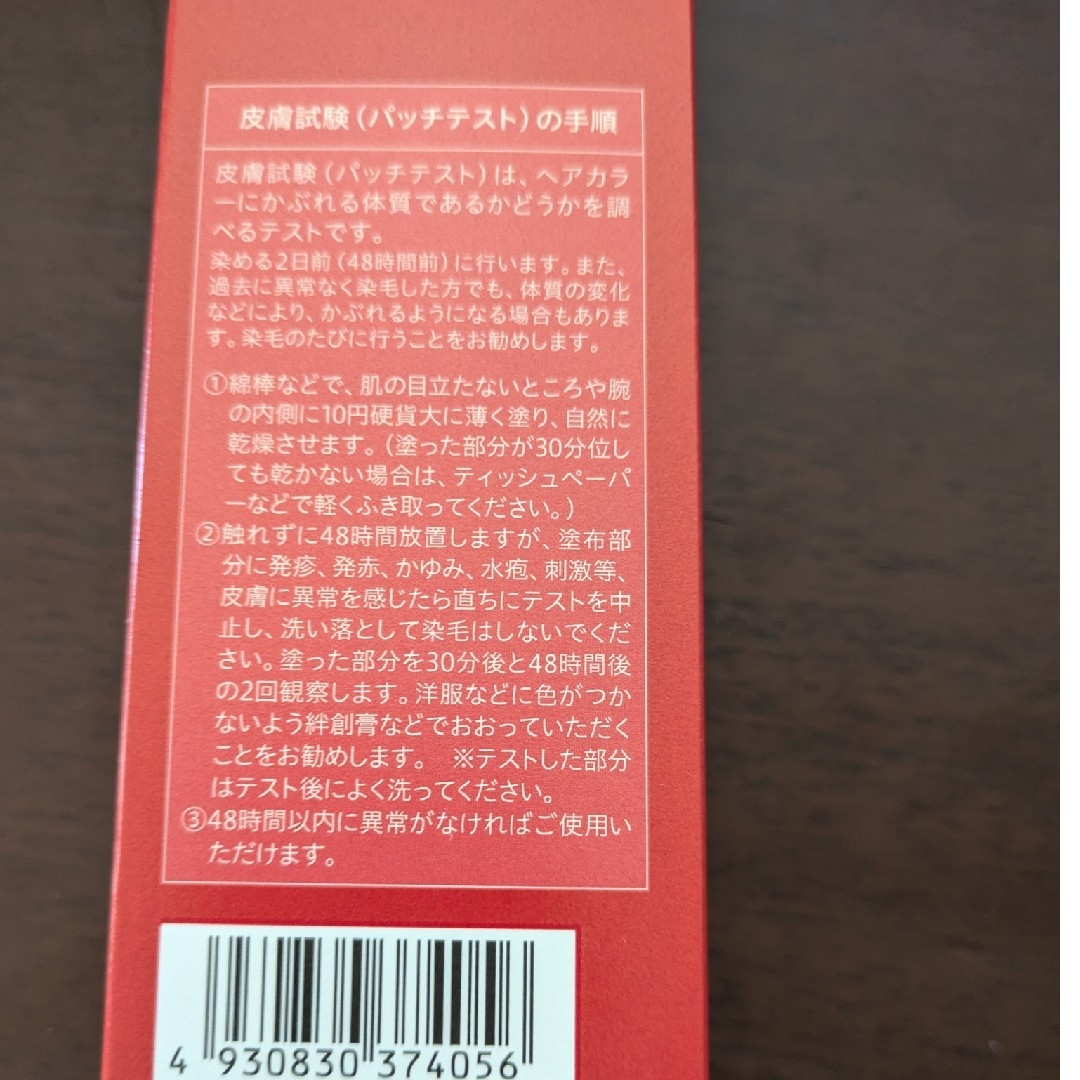 皮膚試験(パッチテスト)の手順
皮膚試験(パッチテスト)は、ヘアカラ
ーにかぶれる体質であるかどうかを調
べるテストです。
染める2日前(48時間前)に行います。また、
過去に異常なく染毛した方でも、体質の変化
などにより、かぶれるようになる場合もありま
す。染毛のたびに行うことをお勧めします。
①綿棒などで、肌の目立たないところや腕
の内側に10円硬貨大に薄く塗り、自然に
乾燥させます。(塗った部分が30分位し
ても乾かない場合は、ティッシュペーパ
ーなどで軽くふき取ってください。)
②触れずに48時間放置しますが、塗布部
分に発疹、発赤、かゆみ、水疱、刺激等、
皮膚に異常を感じたら直ちにテストを中
止し、洗い落として染毛はしないでくだ
さい。塗った部分を30分後と48時間後
の2回観察します。洋服などに色がつか
ないよう絆創膏などでおおっていただく
ことをお勧めします。 ※テストした部分
はテスト後によく洗ってください。
③48時間以内に異常がなければご使用い
ただけます。
4 930830 374056